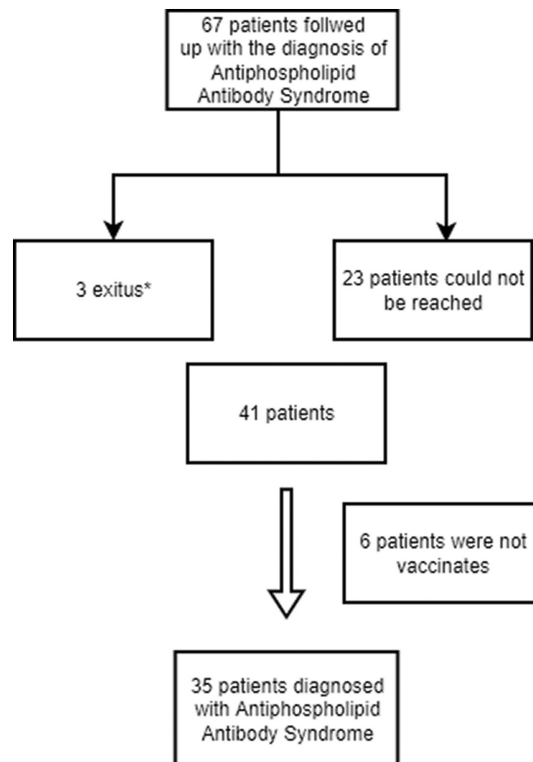 67 patients follwed
up with the diagnosis of
Antiphospholipid
Antibody Syndrome
3 exitus*
23 patients could not
be reached
41 patients
6 patients were not
vaccinates
35 patients diagnosed
with Antiphospholipid
Antibody Syndrome